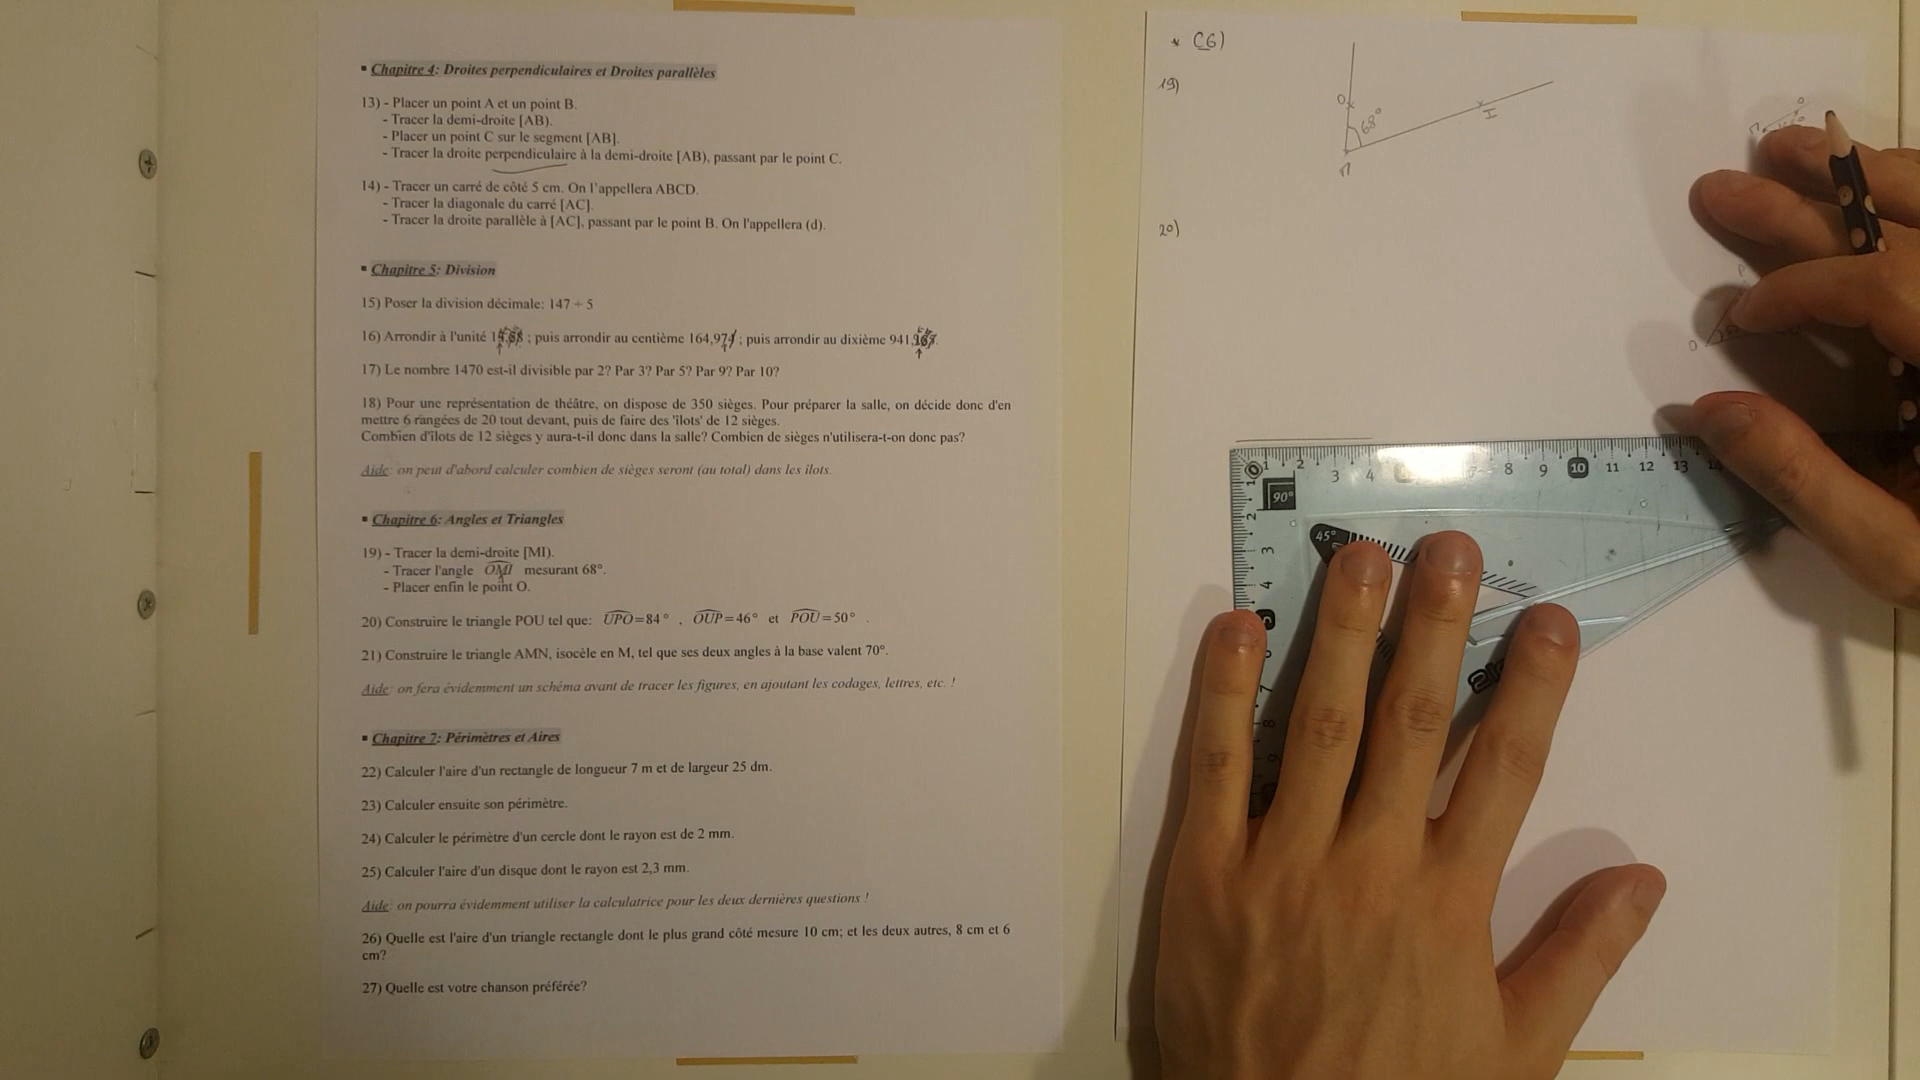 ▪ Chapitre 4: Droites perpendiculaires et Droites parallèles
13) - Placer un point A et un point B.
- Tracer la demi-droite [AB).
- Placer un point C sur le segment [AB].
- Tracer la droite perpendiculaire à la demi-droite [AB), passant par le point C.
14) - Tracer un carré de côté 5 cm. On l'appellera ABCD.
- Tracer la diagonale du carré [AC].
- Tracer la droite parallèle à [AC], passant par le point B. On l'appellera (d).
▪ Chapitre 5: Division
15) Poser la division décimale: 147 ÷ 5
16) Arrondir à l'unité ; puis arrondir au centième 164,974 ; puis arrondir au dixième
17) Le nombre 1470 est-il divisible par 2? Par 3? Par 5? Par 9? Par 10?
18) Pour une représentation de théâtre, on dispose de 350 sièges. Pour préparer la salle, on décide donc d'en
mettre 6 rangées de 20 tout devant, puis de faire des 'îlots' de 12 sièges.
Combien d'îlots de 12 sièges y aura-t-il donc dans la salle? Combien de sièges n'utilisera-t-on donc pas?
Aide: on peut d'abord calculer combien de sièges seront (au total) dans les îlots.
▪ Chapitre 6: Angles et Triangles
19) - Tracer la demi-droite [MI).
- Tracer l'angle OMI mesurant 68°.
- Placer enfin le point O.
20) Construire le triangle POU tel que: UPO=84° , OUP=46° et POU=50° .
21) Construire le triangle AMN, isocèle en M, tel que ses deux angles à la base valent 70°.
Aide: on fera évidemment un schéma avant de tracer les figures, en ajoutant les codages, lettres, etc. !
▪ Chapitre 7: Périmètres et Aires
22) Calculer l'aire d'un rectangle de longueur 7 m et de largeur 25 dm.
23) Calculer ensuite son périmètre.
24) Calculer le périmètre d'un cercle dont le rayon est de 2 mm.
25) Calculer l'aire d'un disque dont le rayon est 2,3 mm.
Aide: on pourra évidemment utiliser la calculatrice pour les deux dernières questions !
26) Quelle est l'aire d'un triangle rectangle dont le plus grand côté mesure 10 cm; et les deux autres, 8 cm et 6
cm?
27) Quelle est votre chanson préférée?
* C6)
19)
O
68°
I
M
20)
O
O
0 1 2 3 4 7 8 9 10 11 12 13
90°
45°
1 2 3 4 5 6 7 8 9